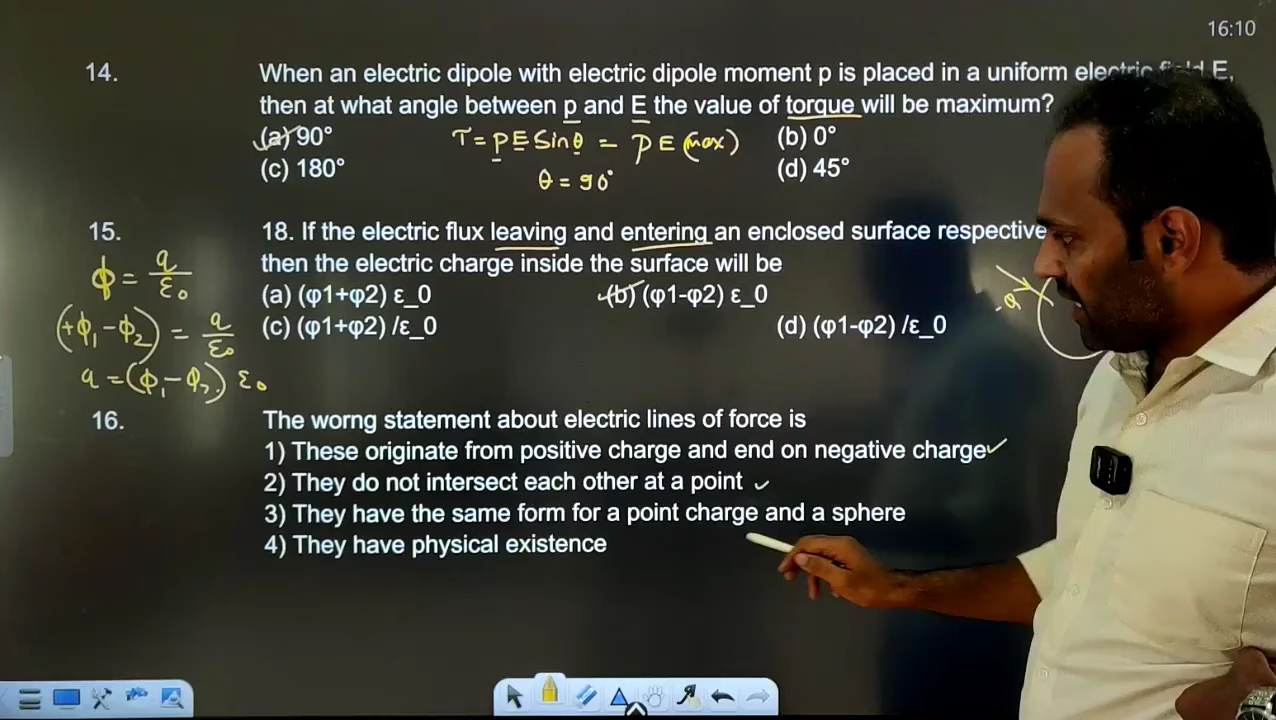 16:10
14. When an electric dipole with electric dipole moment p is placed in a uniform electric field E,
then at what angle between p and E the value of torque will be maximum?
(a) 90° (b) 0°
τ = pE Sinθ = pE (max)
(c) 180° (d) 45°
θ = 90°
15. 18. If the electric flux leaving and entering an enclosed surface respective
then the electric charge inside the surface will be
ϕ = q/ε₀
(a) (φ1+φ2) ε_0 (b) (φ1-φ2) ε_0
(c) (φ1+φ2) /ε_0 (d) (φ1-φ2) /ε_0
(+ϕ₁-ϕ₂) = q/ε₀
q = (ϕ₁-ϕ₂) ε₀
16. The worng statement about electric lines of force is
1) These originate from positive charge and end on negative charge
2) They do not intersect each other at a point
3) They have the same form for a point charge and a sphere
4) They have physical existence